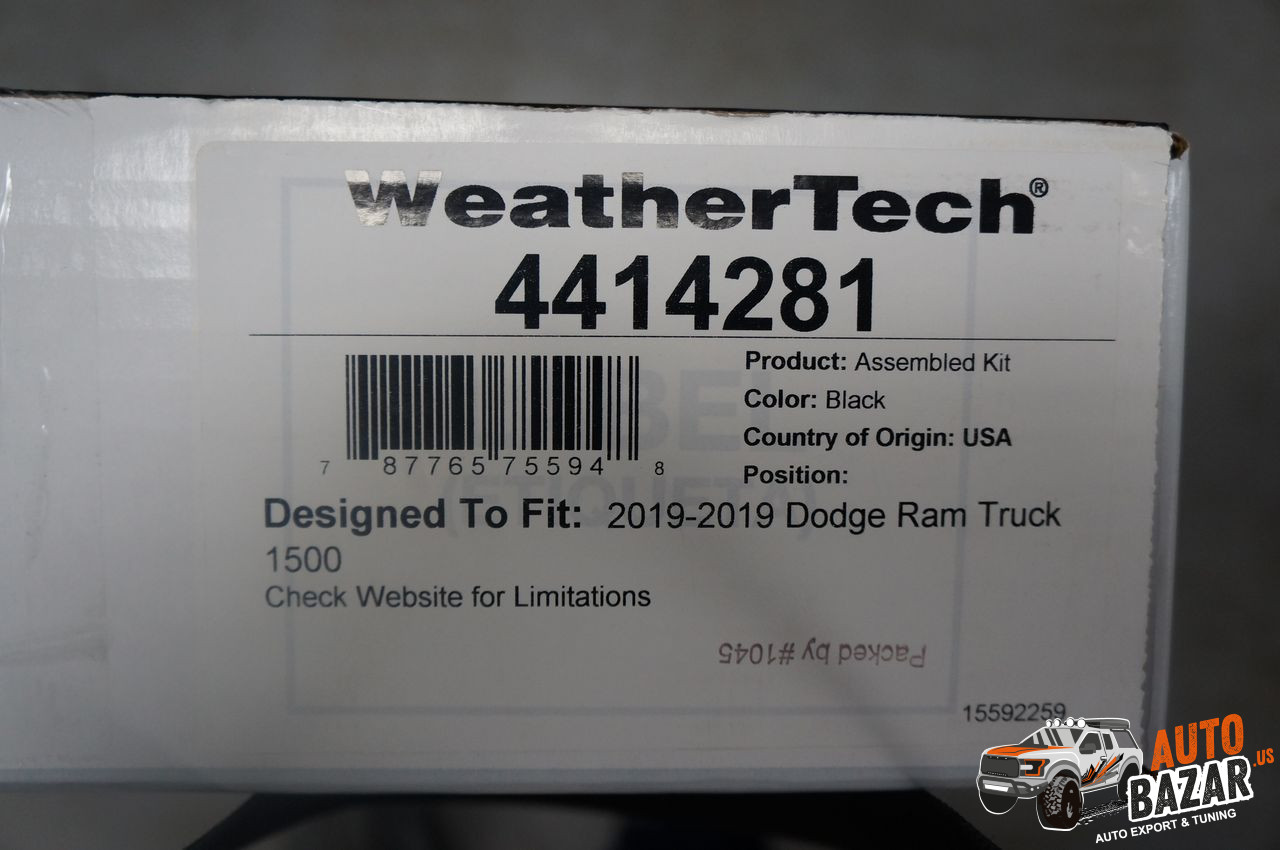 WeatherTech®
4414281
Product: Assembled Kit
Color: Black
Country of Origin: USA
Position:
7 87765 75594 8
Designed To Fit: 2019-2019 Dodge Ram Truck
1500
Check Website for Limitations
Packed by #1045
15592259
AUTO
BAZAR.US
AUTO EXPORT & TUNING